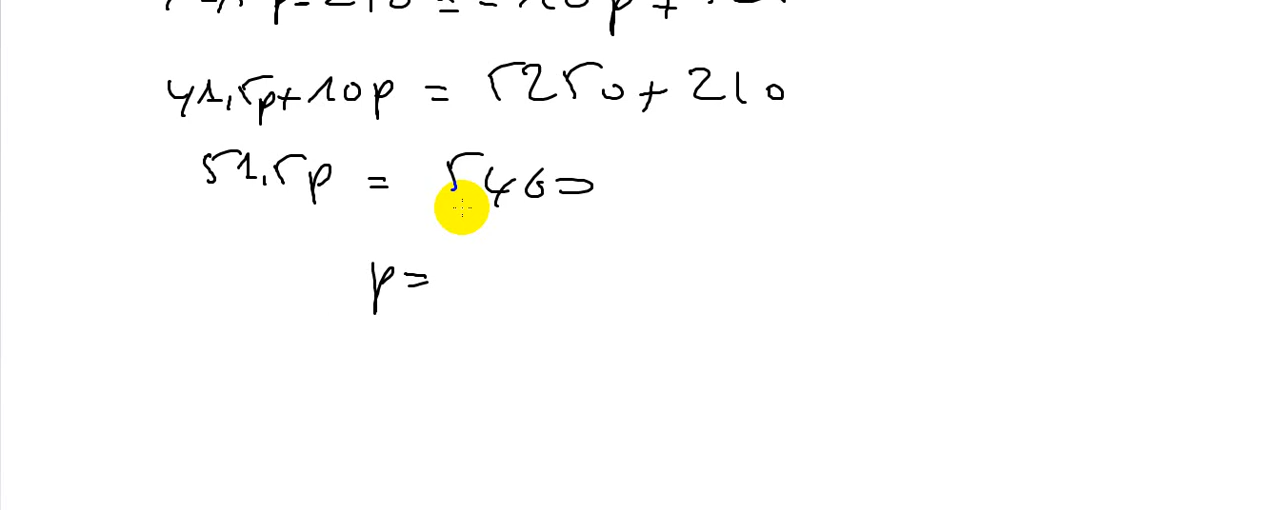 41,5p+10p = 5250+210
51,5p = 5460
p=